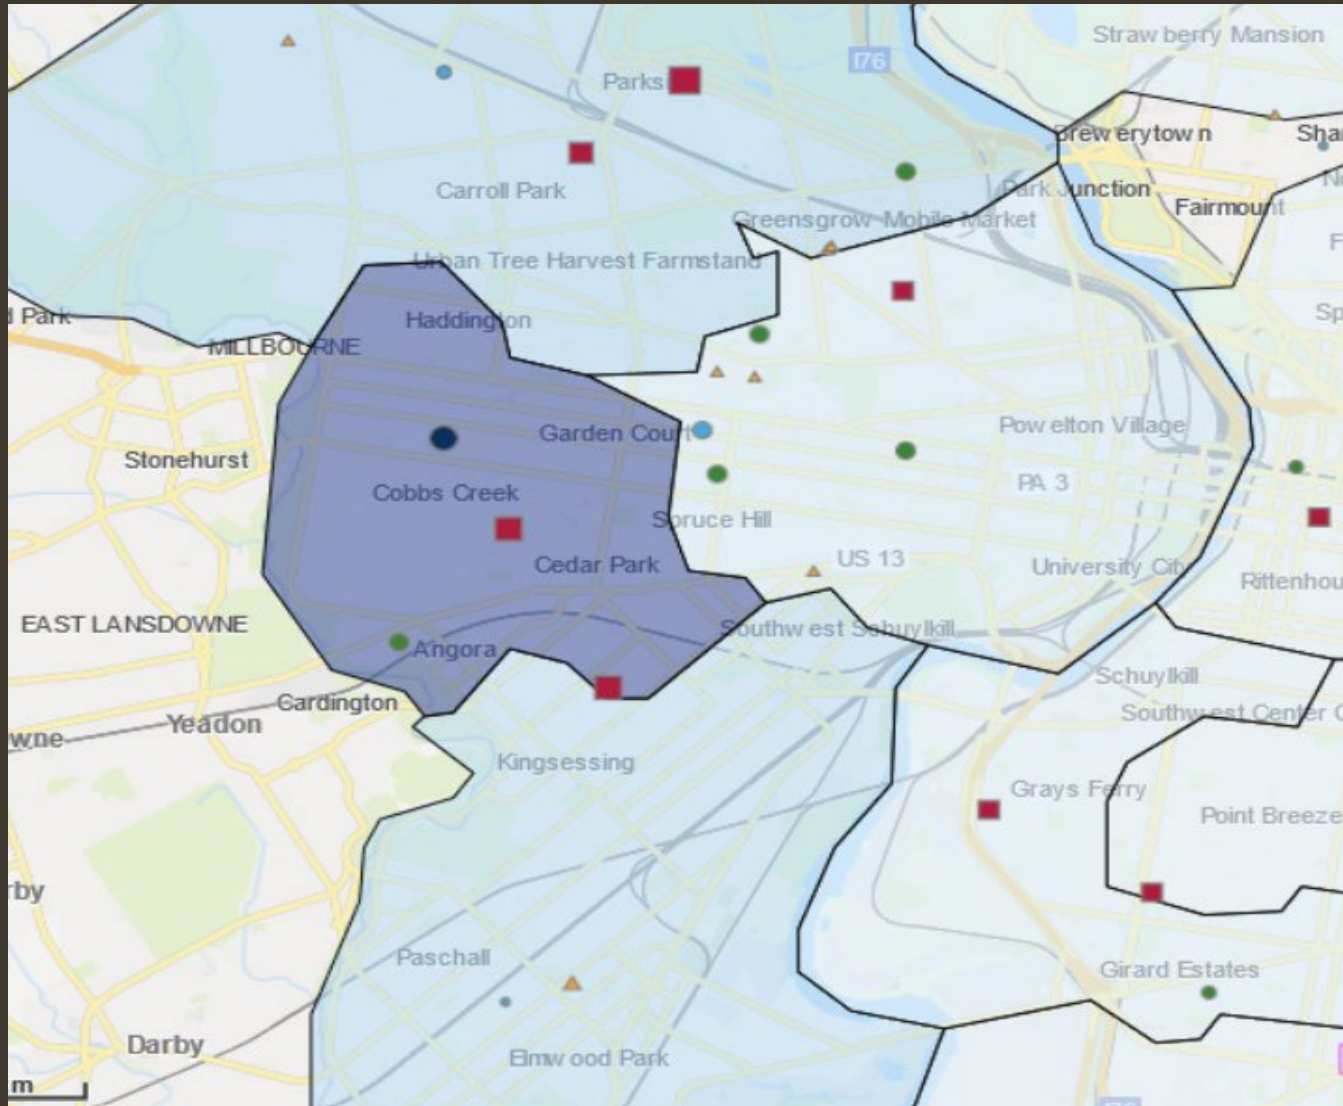 Strawberry Mansion
I76
Parks
Brewerytown
Carroll Park
Park Junction
Fairmount
Greensgrow Mobile Market
Urban Tree Harvest Farmstand
Haddington
MILLBOURNE
Powelton Village
Garden Court
Stonehurst
PA 3
Cobbs Creek
Spruce Hill
US 13
Cedar Park
University City
EAST LANSDOWNE
Southwest Schuylkill
Angora
Schuylkill
Cardington
Southwest Center
Yeadon
Kingsessing
Grays Ferry
Point Breeze
Paschall
Girard Estates
Darby
Elmwood Park
m